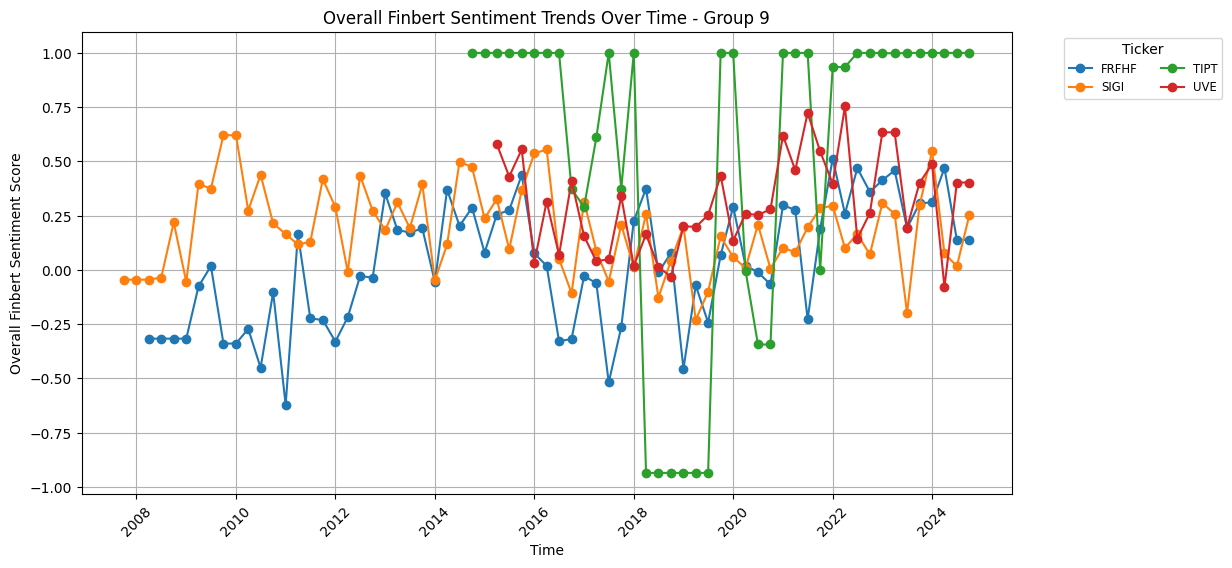 Overall Finbert Sentiment Trends Over Time - Group 9
Overall Finbert Sentiment Score
1.00
0.75
0.50
0.25
0.00
−0.25
−0.50
−0.75
−1.00
2008
2010
2012
2014
2016
2018
2020
2022
2024
Time
Ticker
FRFHF
SIGI
TIPT
UVE